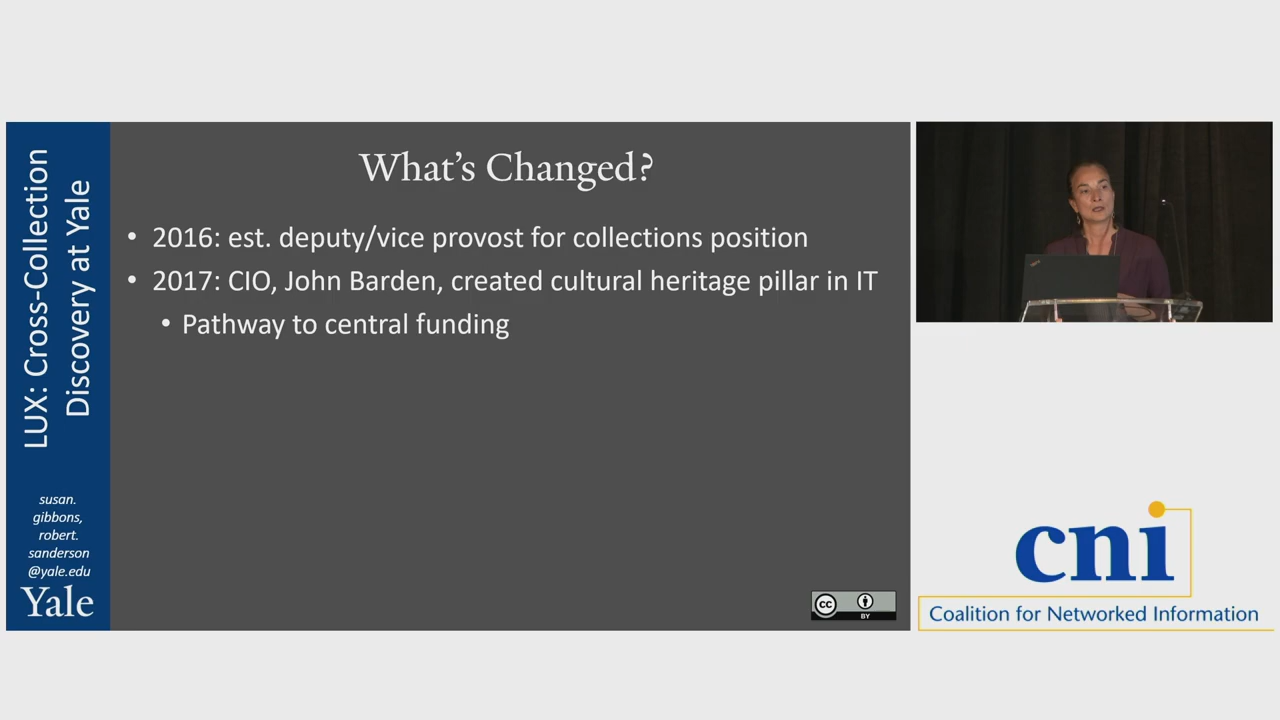 LUX: Cross-Collection
Discovery at Yale
susan.
gibbons,
robert.
sanderson
@yale.edu
Yale
What's Changed?
• 2016: est. deputy/vice provost for collections position
• 2017: CIO, John Barden, created cultural heritage pillar in IT
• Pathway to central funding
cc
BY
cni
Coalition for Networked Information